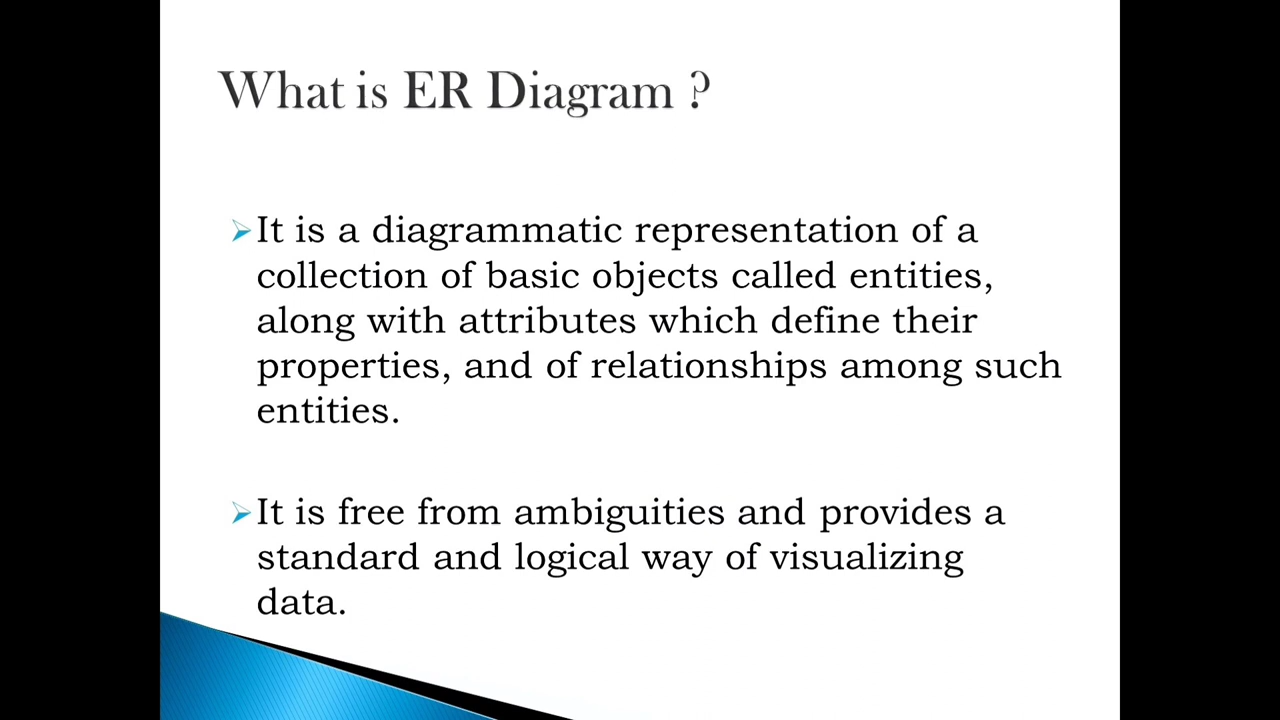 What is ER Diagram ?
It is a diagrammatic representation of a
collection of basic objects called entities,
along with attributes which define their
properties, and of relationships among such
entities.
It is free from ambiguities and provides a
standard and logical way of visualizing
data.